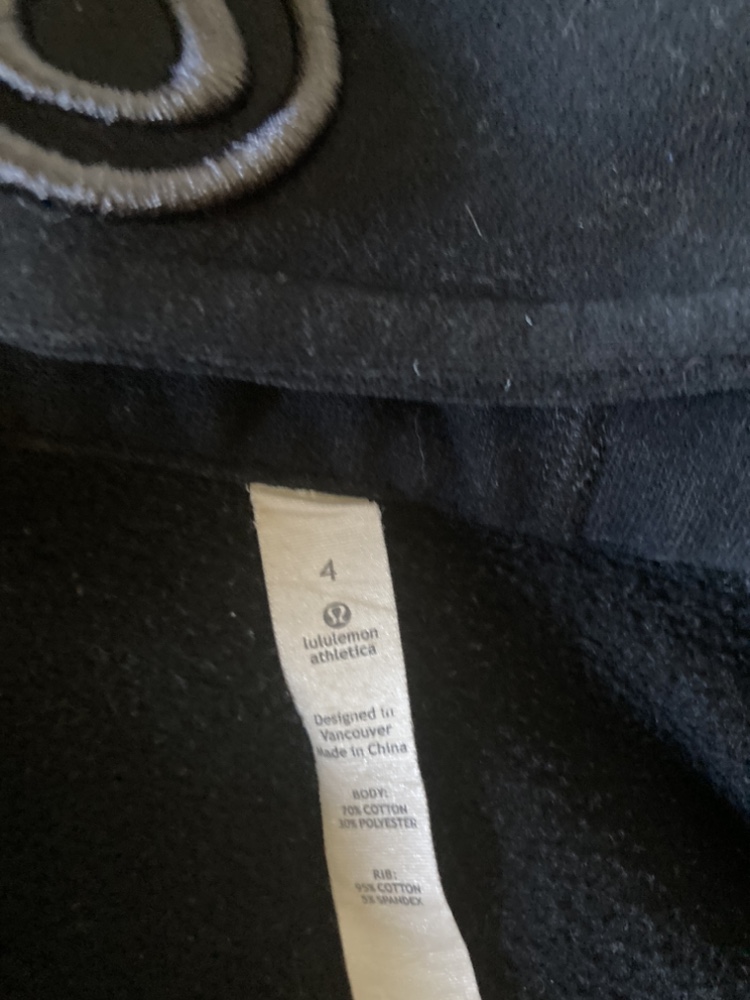 4
lululemon
athletica
Designed in
Vancouver
Made in China
BODY:
70% COTTON
30% POLYESTER
RIB:
95% COTTON
5% SPANDEX